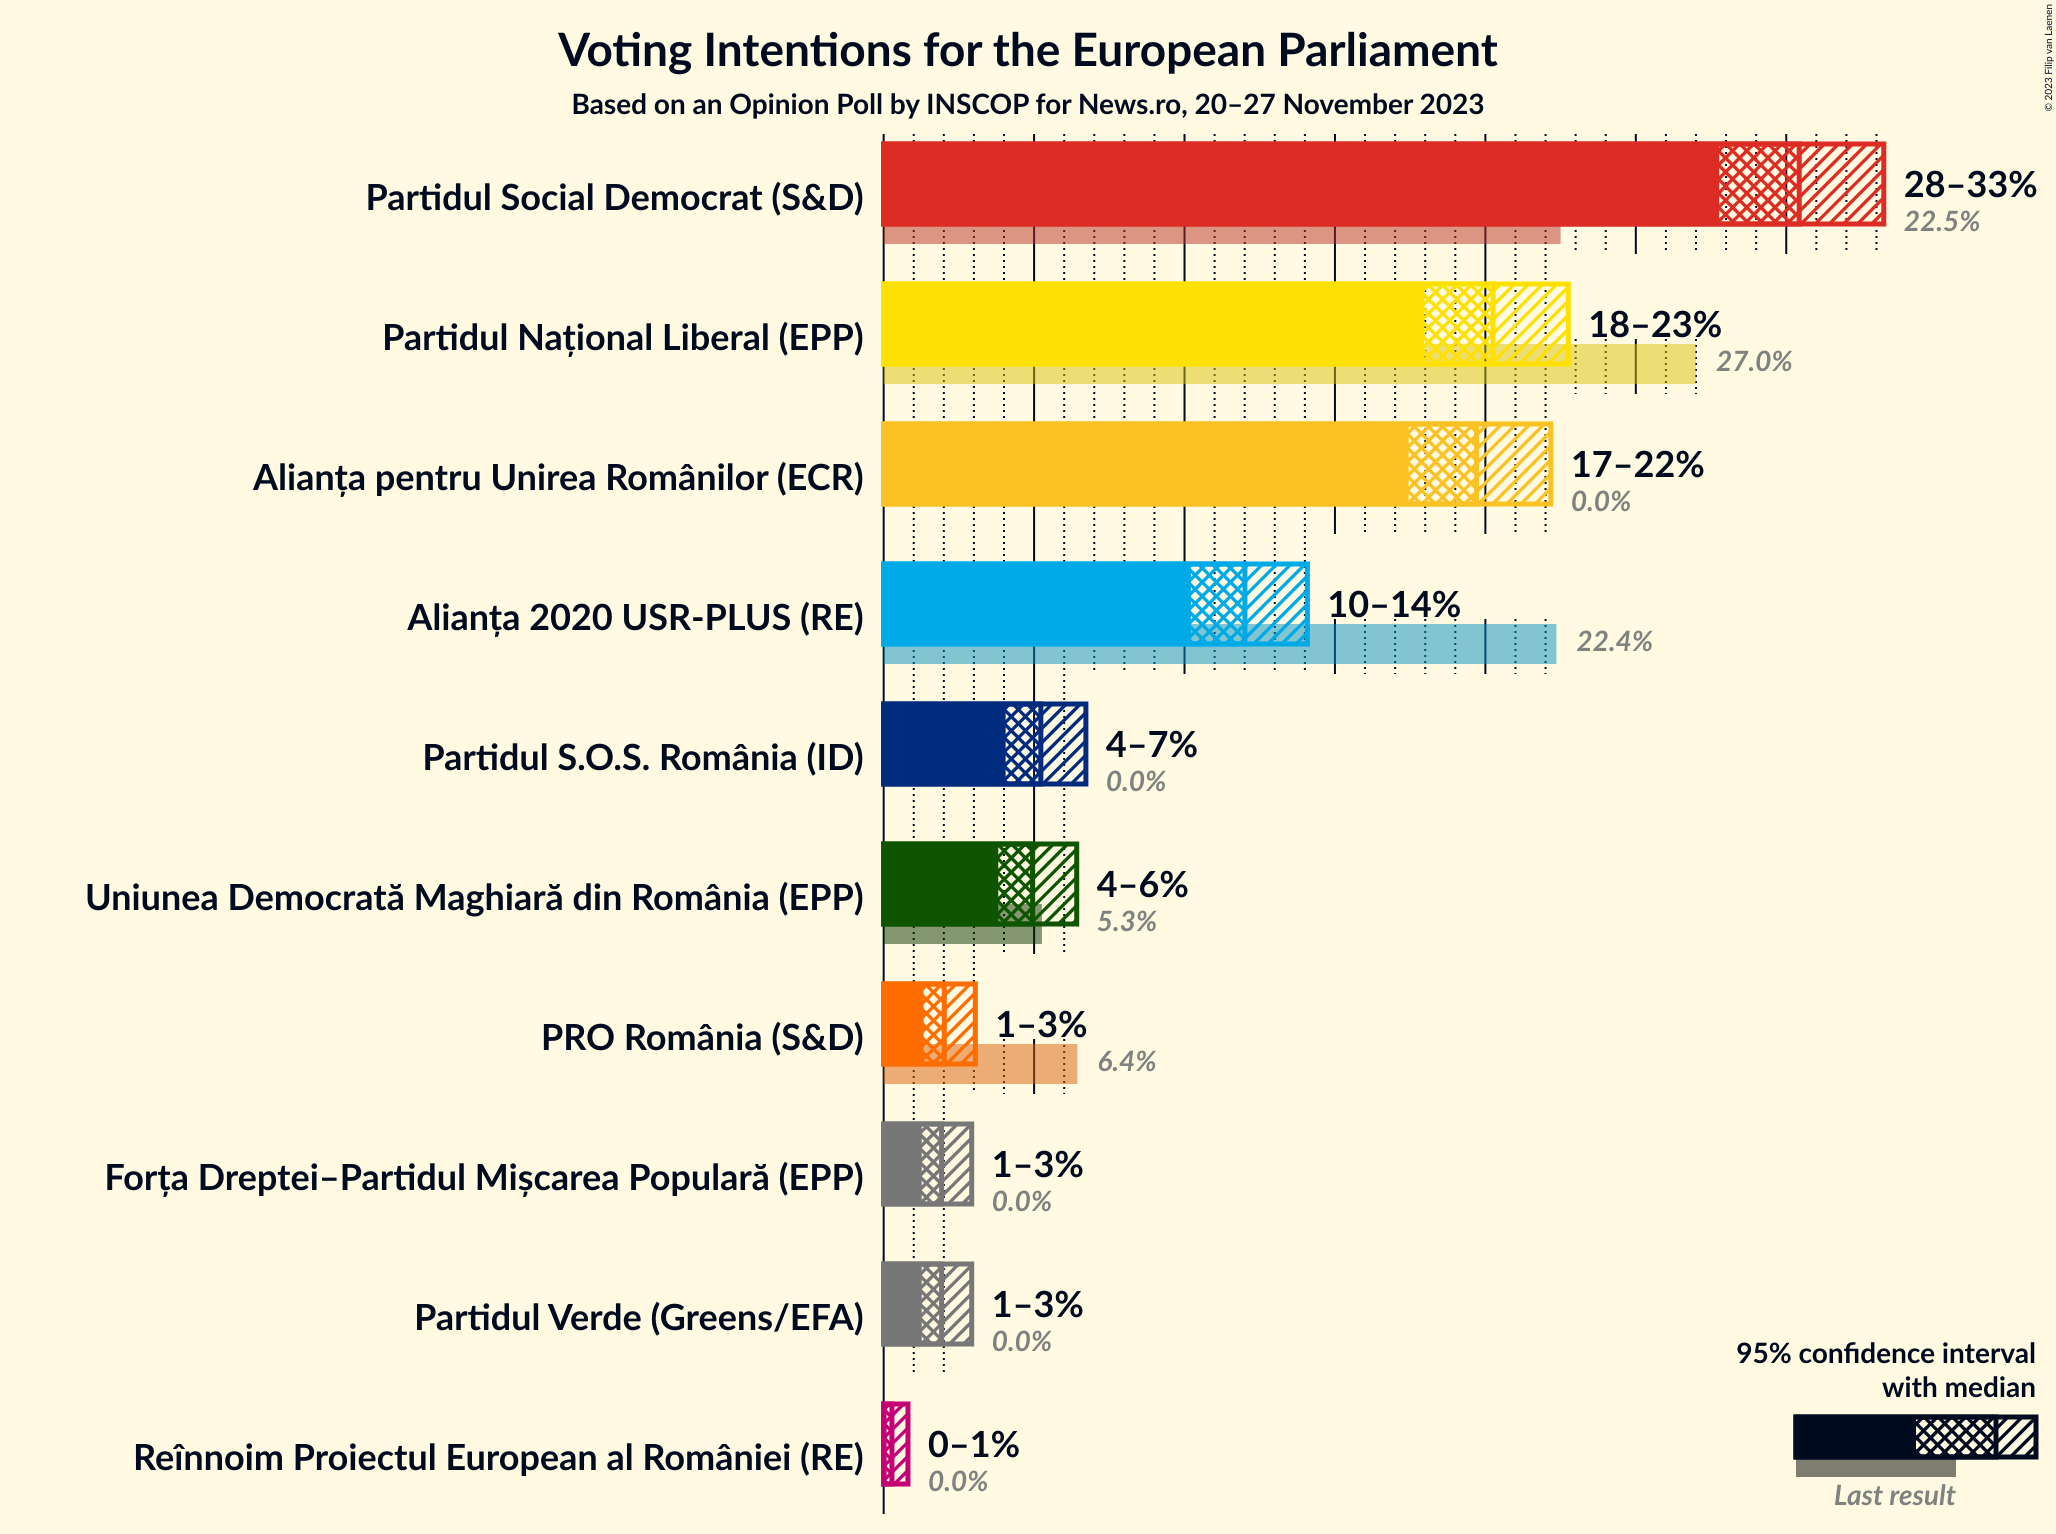 Voting Intentions for the European Parliament
Based on an Opinion Poll by INSCOP for News.ro, 20–27 November 2023
© 2023 Filip van Laenen
Partidul Social Democrat (S&D)
28–33%
22.5%
Partidul Național Liberal (EPP)
18–23%
27.0%
Alianța pentru Unirea Românilor (ECR)
17–22%
0.0%
Alianța 2020 USR-PLUS (RE)
10–14%
22.4%
Partidul S.O.S. România (ID)
4–7%
0.0%
Uniunea Democrată Maghiară din România (EPP)
4–6%
5.3%
PRO România (S&D)
1–3%
6.4%
Forța Dreptei–Partidul Mișcarea Populară (EPP)
1–3%
0.0%
Partidul Verde (Greens/EFA)
1–3%
0.0%
Reînnoim Proiectul European al României (RE)
0–1%
0.0%
95% confidence interval
with median
Last result